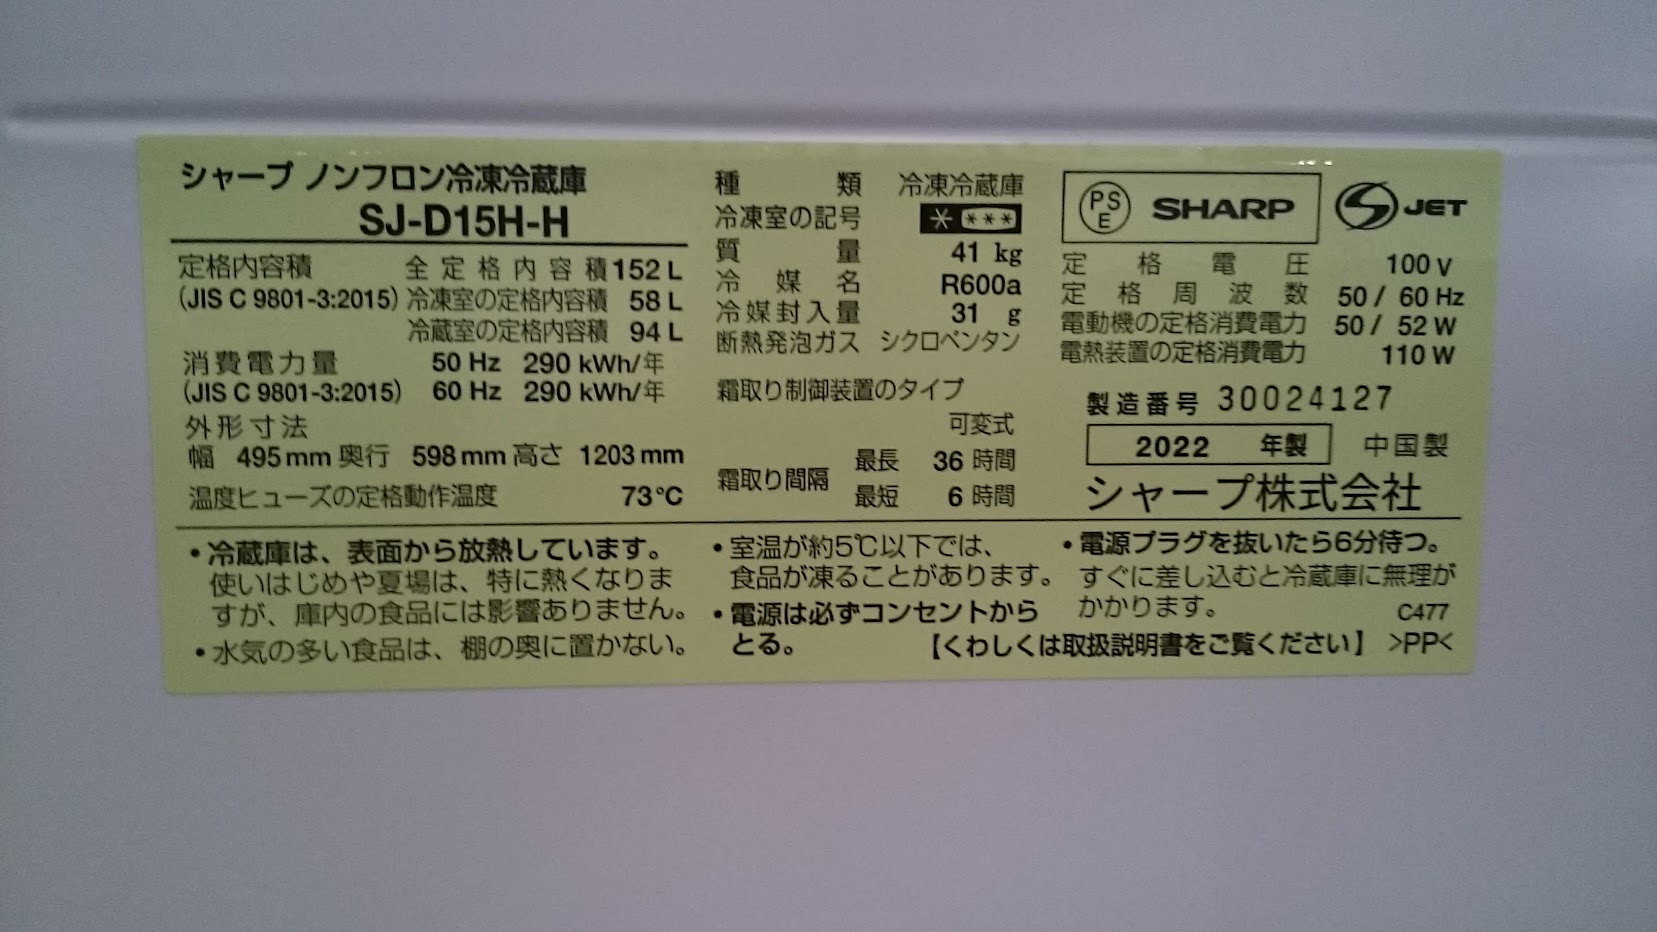 シャープ ノンフロン冷凍冷蔵庫
SJ-D15H-H
定格内容積 全定格内容積 152 L
(JIS C 9801-3:2015) 冷凍室の定格内容積 58 L
冷蔵室の定格内容積 94 L
消費電力量 50 Hz 290 kWh/年
(JIS C 9801-3:2015) 60 Hz 290 kWh/年
外形寸法
幅 495 mm 奥行 598 mm 高さ 1203 mm
温度ヒューズの定格動作温度 73℃
種類 冷凍冷蔵庫
冷凍室の記号 * ***
質量 41 kg
冷媒名 R600a
冷媒封入量 31 g
断熱発泡ガス シクロペンタン
霜取り制御装置のタイプ
可変式
霜取り間隔 最長 36 時間
最短 6 時間
PSE SHARP S JET
定格電圧 100 V
定格周波数 50 / 60 Hz
電動機の定格消費電力 50 / 52 W
電熱装置の定格消費電力 110 W
製造番号 30024127
2022 年製 中国製
シャープ株式会社
・冷蔵庫は、表面から放熱しています。
使いはじめや夏場は、特に熱くなりま
すが、庫内の食品には影響ありません。
・水気の多い食品は、棚の奥に置かない。
・室温が約5℃以下では、
食品が凍ることがあります。
・電源は必ずコンセントから
とる。
・電源プラグを抜いたら6分待つ。
すぐに差し込むと冷蔵庫に無理が
かかります。 C477
【くわしくは取扱説明書をご覧ください】 >PP<